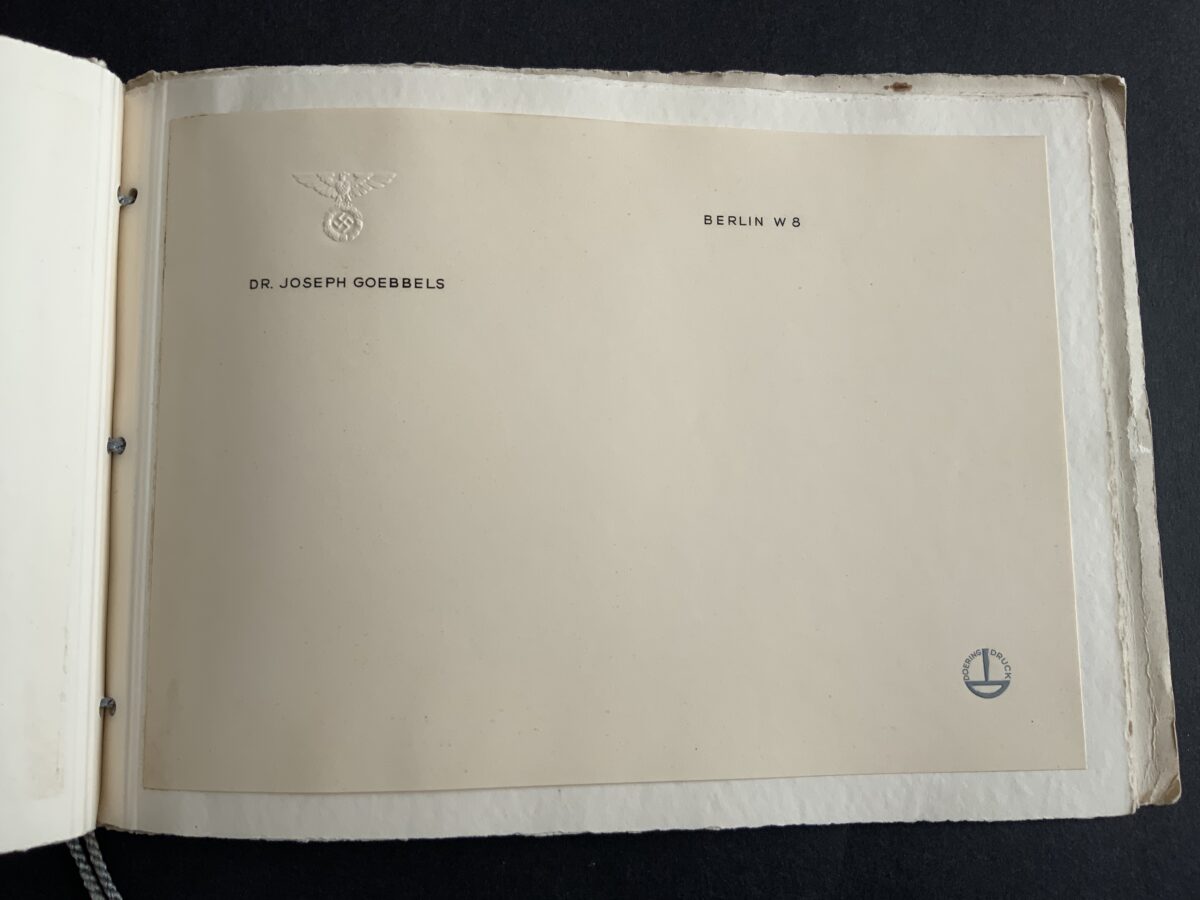 DR. JOSEPH GOEBBELS
BERLIN W 8
DOERING DRUCK